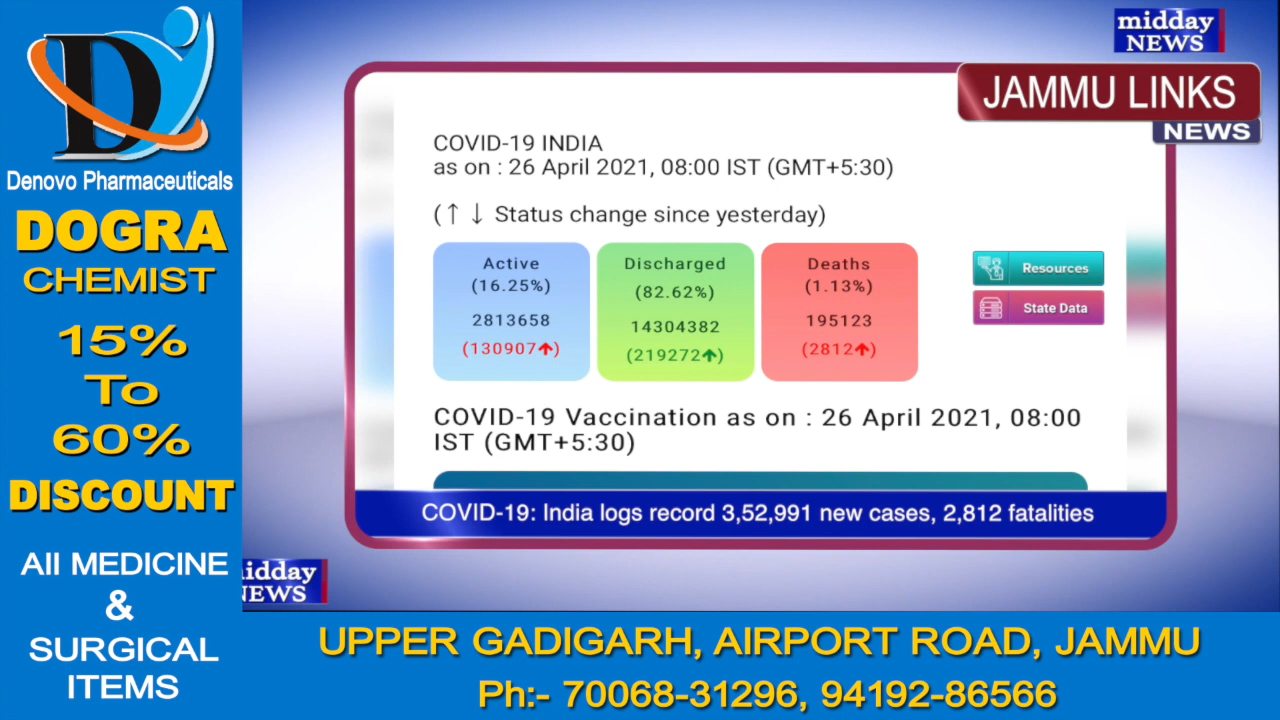 Denovo Pharmaceuticals
DOGRA
CHEMIST
15%
To
60%
DISCOUNT
All MEDICINE
&
SURGICAL
ITEMS
midday
NEWS
JAMMU LINKS
NEWS
COVID-19 INDIA
as on : 26 April 2021, 08:00 IST (GMT+5:30)
(↑ ↓ Status change since yesterday)
Active
(16.25%)
2813658
(130907↑)
Discharged
(82.62%)
14304382
(219272↑)
Deaths
(1.13%)
195123
(2812↑)
Resources
State Data
COVID-19 Vaccination as on : 26 April 2021, 08:00
IST (GMT+5:30)
COVID-19: India logs record 3,52,991 new cases, 2,812 fatalities
idday
NEWS
UPPER GADIGARH, AIRPORT ROAD, JAMMU
Ph:- 70068-31296, 94192-86566